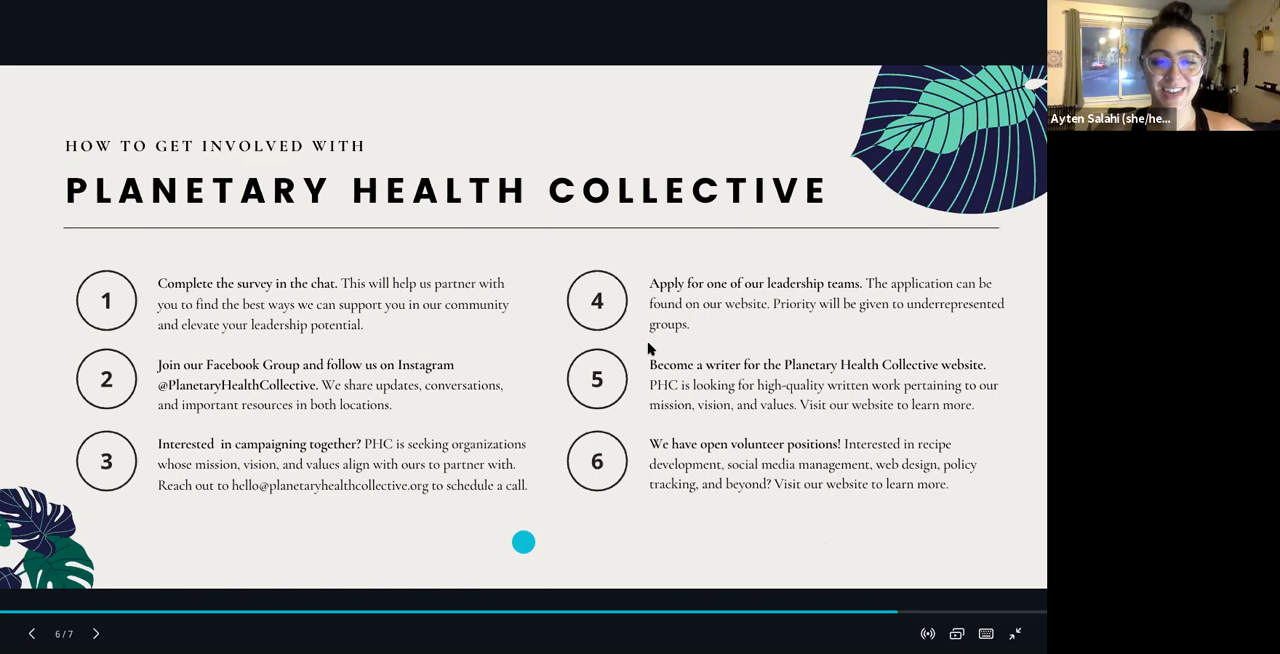 HOW TO GET INVOLVED WITH
PLANETARY HEALTH COLLECTIVE
1
Complete the survey in the chat. This will help us partner with
you to find the best ways we can support you in our community
and elevate your leadership potential.
2
Join our Facebook Group and follow us on Instagram
@PlanetaryHealthCollective. We share updates, conversations,
and important resources in both locations.
3
Interested in campaigning together? PHC is seeking organizations
whose mission, vision, and values align with ours to partner with.
Reach out to hello@planetaryhealthcollective.org to schedule a call.
4
Apply for one of our leadership teams. The application can be
found on our website. Priority will be given to underrepresented
groups.
5
Become a writer for the Planetary Health Collective website.
PHC is looking for high-quality written work pertaining to our
mission, vision, and values. Visit our website to learn more.
6
We have open volunteer positions! Interested in recipe
development, social media management, web design, policy
tracking, and beyond? Visit our website to learn more.
6/7
Ayten Salahi (she/he...